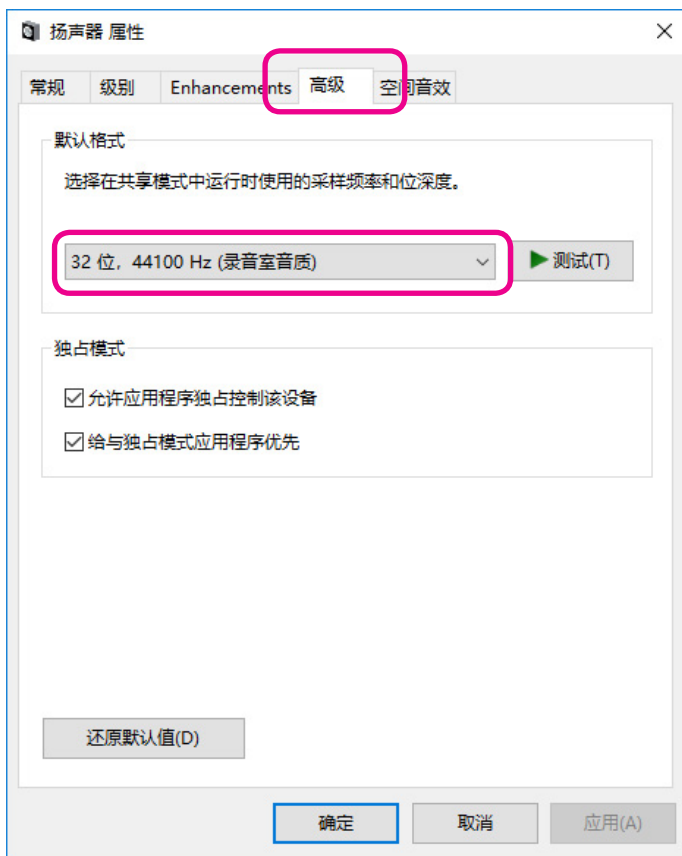 扬声器 属性
常规 级别 Enhancements 高级 空间音效
默认格式
选择在共享模式中运行时使用的采样频率和位深度。
32 位，44100 Hz (录音室音质) 测试(T)
独占模式
允许应用程序独占控制该设备
给与独占模式应用程序优先
还原默认值(D)
确定 取消 应用(A)